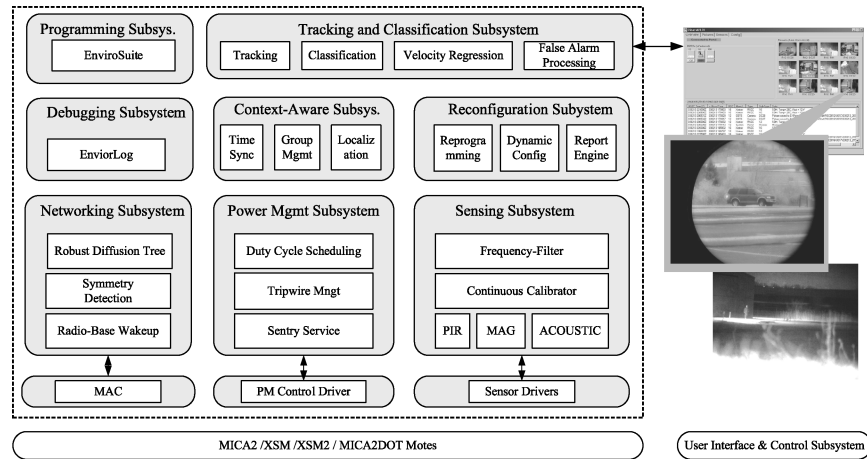 Programming Subsys.
EnviroSuite
Tracking and Classification Subsystem
Tracking
Classification
Velocity Regression
False Alarm
Processing
Debugging Subsystem
EnviorLog
Context-Aware Subsys.
Time
Sync
Group
Mgmt
Localiz
ation
Reconfiguration Subystem
Reprogra
mming
Dynamic
Config
Report
Engine
Networking Subsystem
Robust Diffusion Tree
Symmetry
Detection
Radio-Base Wakeup
Power Mgmt Subsystem
Duty Cycle Scheduling
Tripwire Mngt
Sentry Service
Sensing Subsystem
Frequency-Filter
Continuous Calibrator
PIR
MAG
ACOUSTIC
MAC
PM Control Driver
Sensor Drivers
MICA2 /XSM /XSM2 / MICA2DOT Motes
User Interface & Control Subsystem